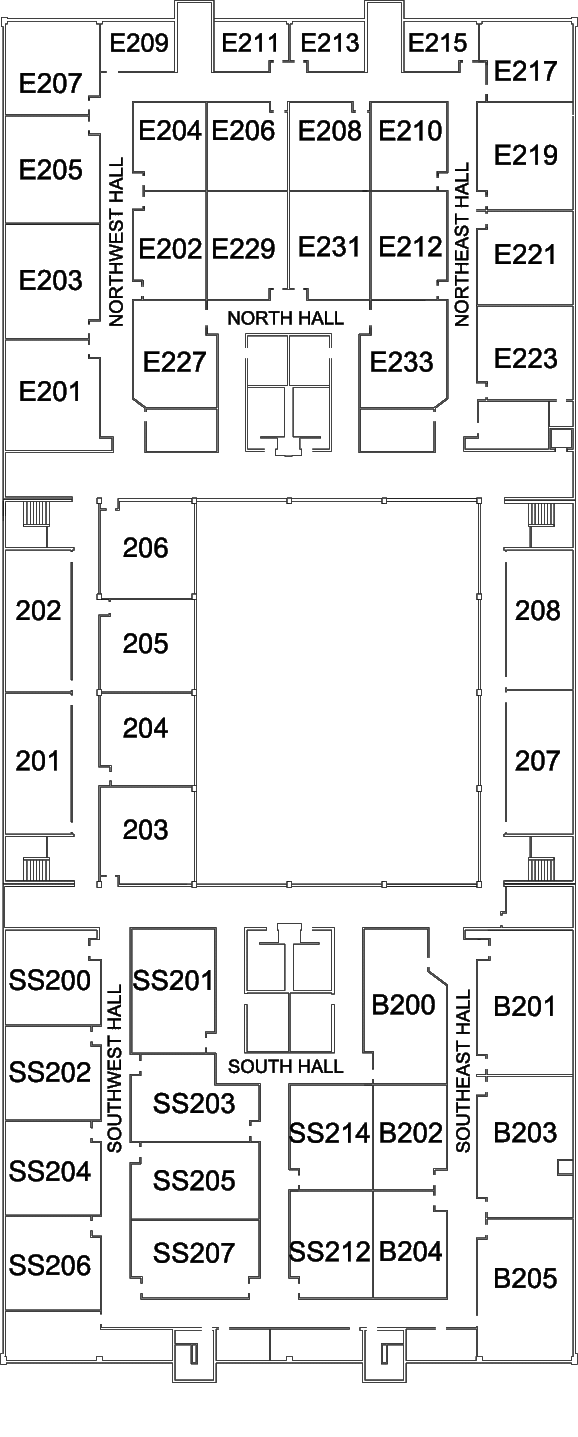 E209
E211
E213
E215
E207
E217
E204
E206
E208
E210
E205
E219
NORTHWEST HALL
NORTHEAST HALL
E202
E229
E231
E212
E203
E221
NORTH HALL
E227
E233
E201
E223
206
202
208
205
204
201
207
203
SS200
SS201
B200
B201
SOUTHWEST HALL
SOUTHEAST HALL
SOUTH HALL
SS202
SS203
SS214
B202
B203
SS204
SS205
SS206
SS207
SS212
B204
B205